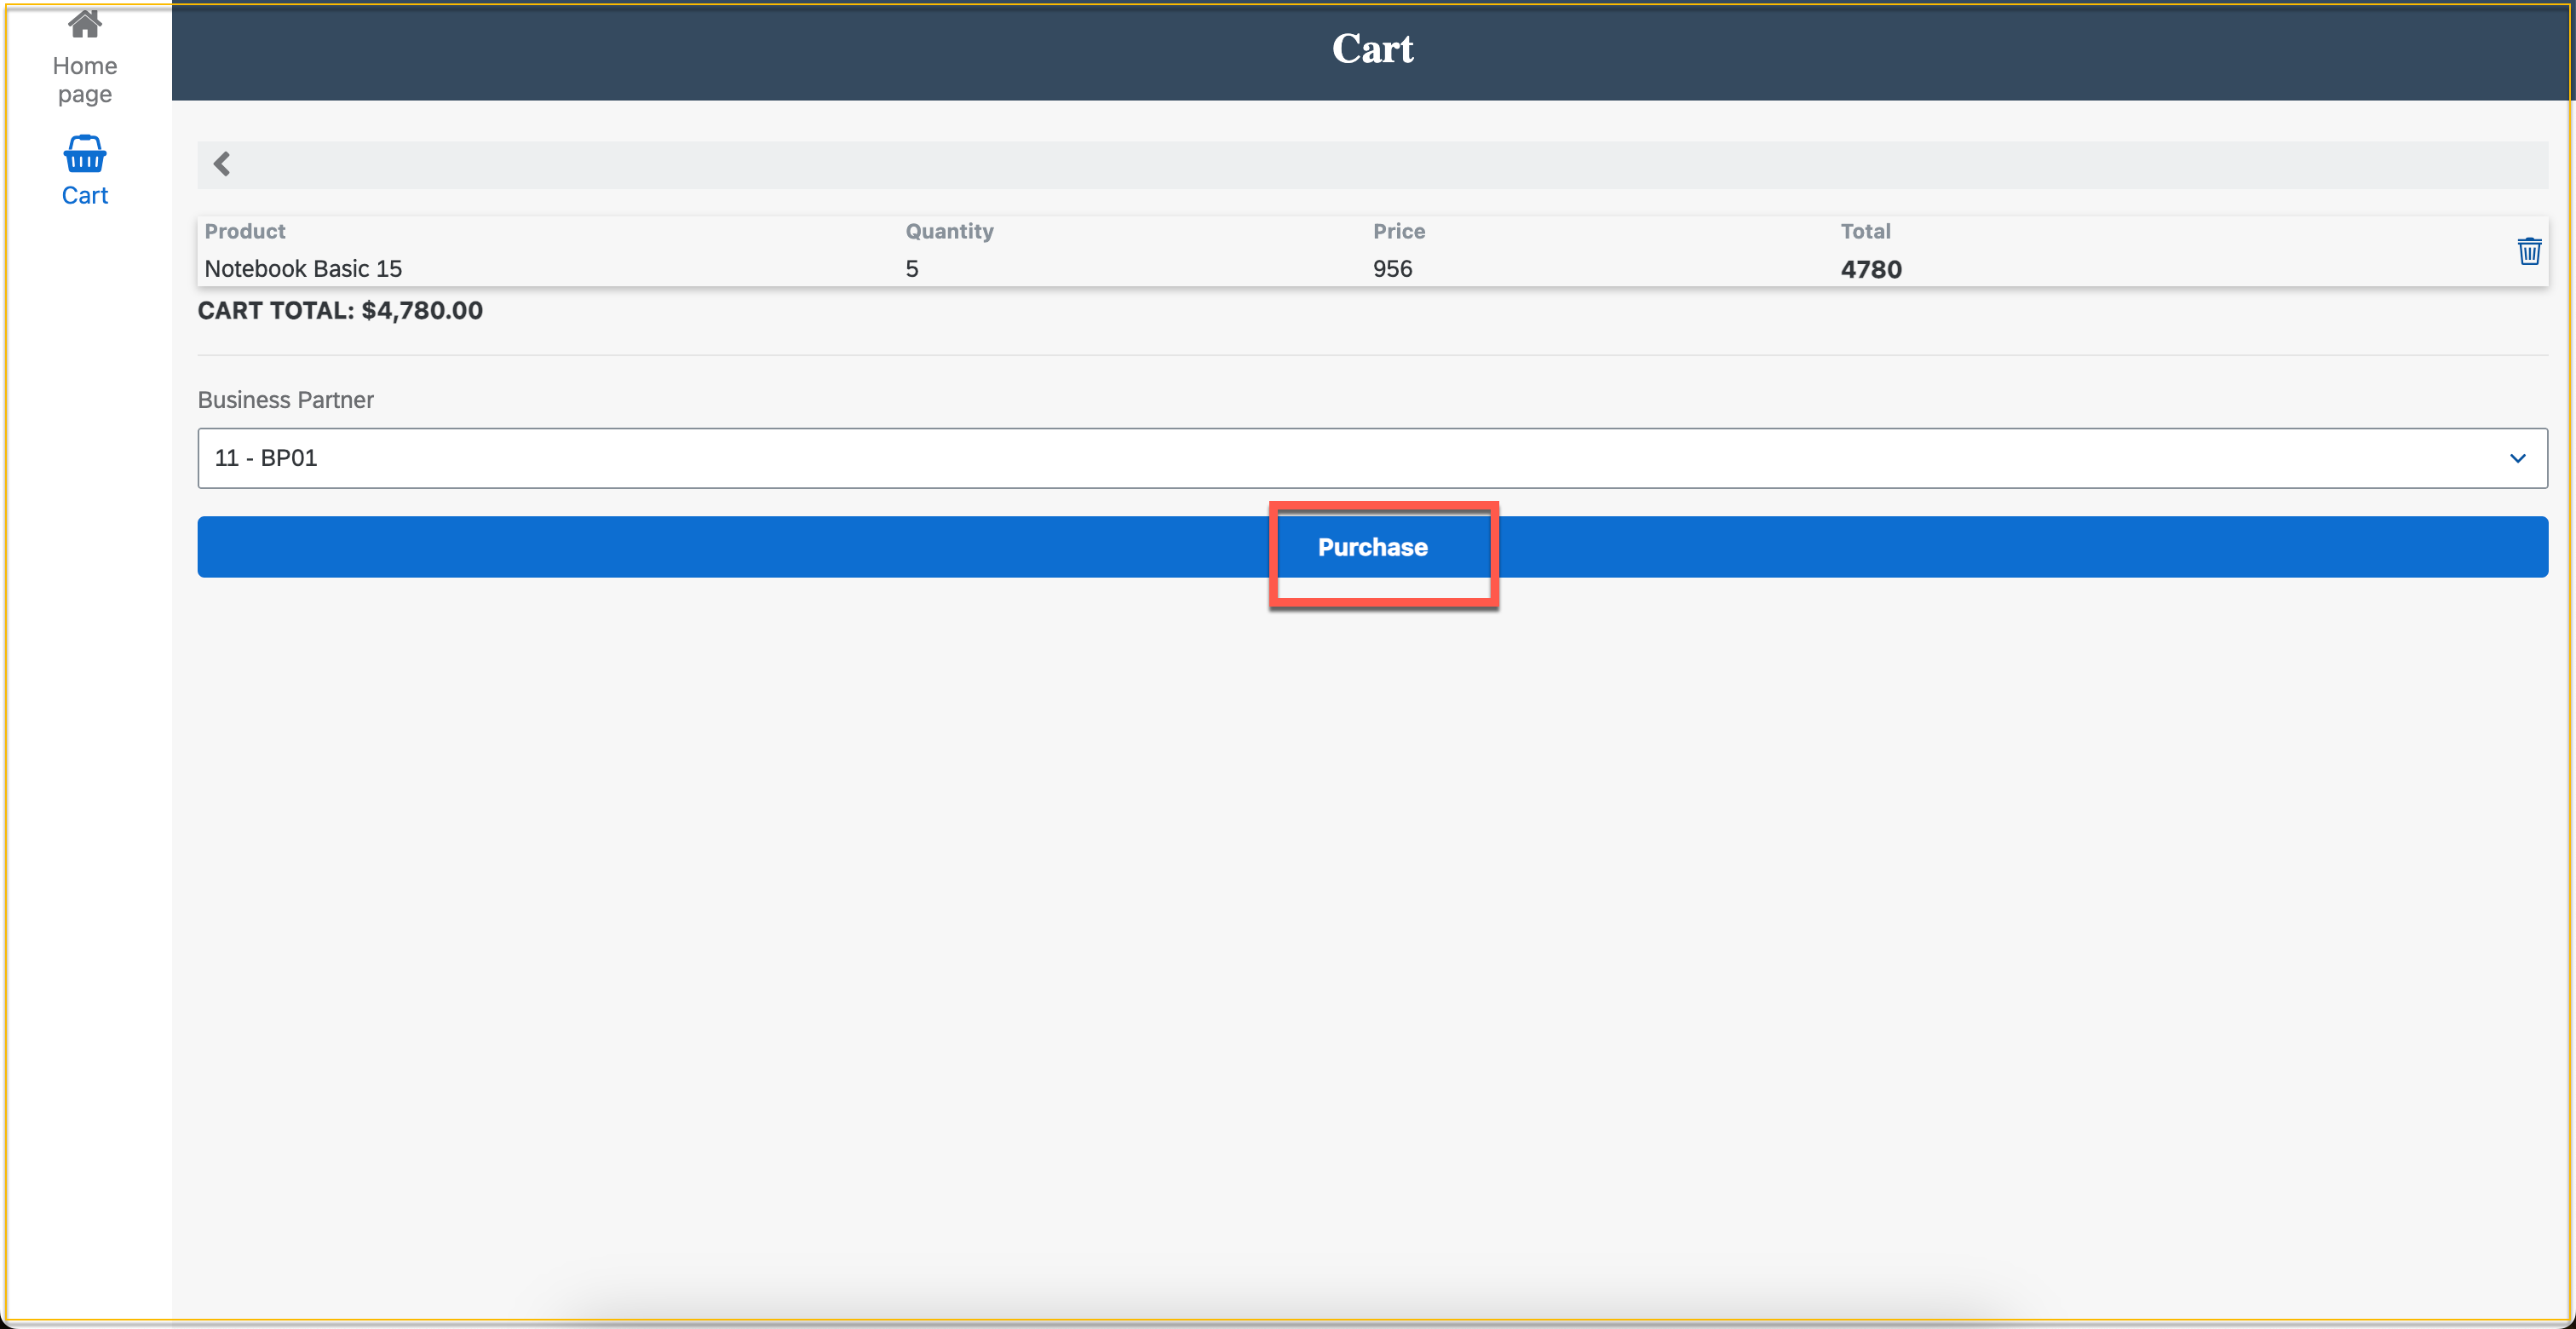 Home
page
Cart
Cart
Product Quantity Price Total
Notebook Basic 15 5 956 4780
CART TOTAL: $4,780.00
Business Partner
11 - BP01
Purchase